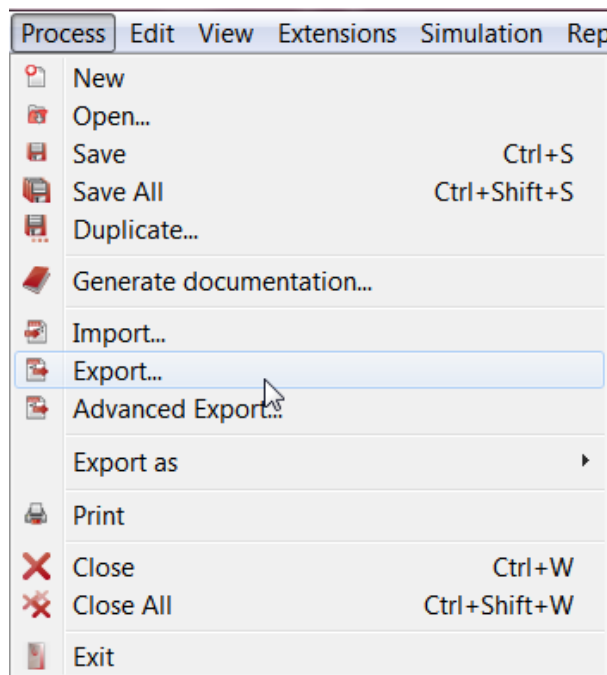 Process Edit View Extensions Simulation Rep
New
Open...
Save Ctrl+S
Save All Ctrl+Shift+S
Duplicate...
Generate documentation...
Import...
Export...
Advanced Export...
Export as
Print
Close Ctrl+W
Close All Ctrl+Shift+W
Exit